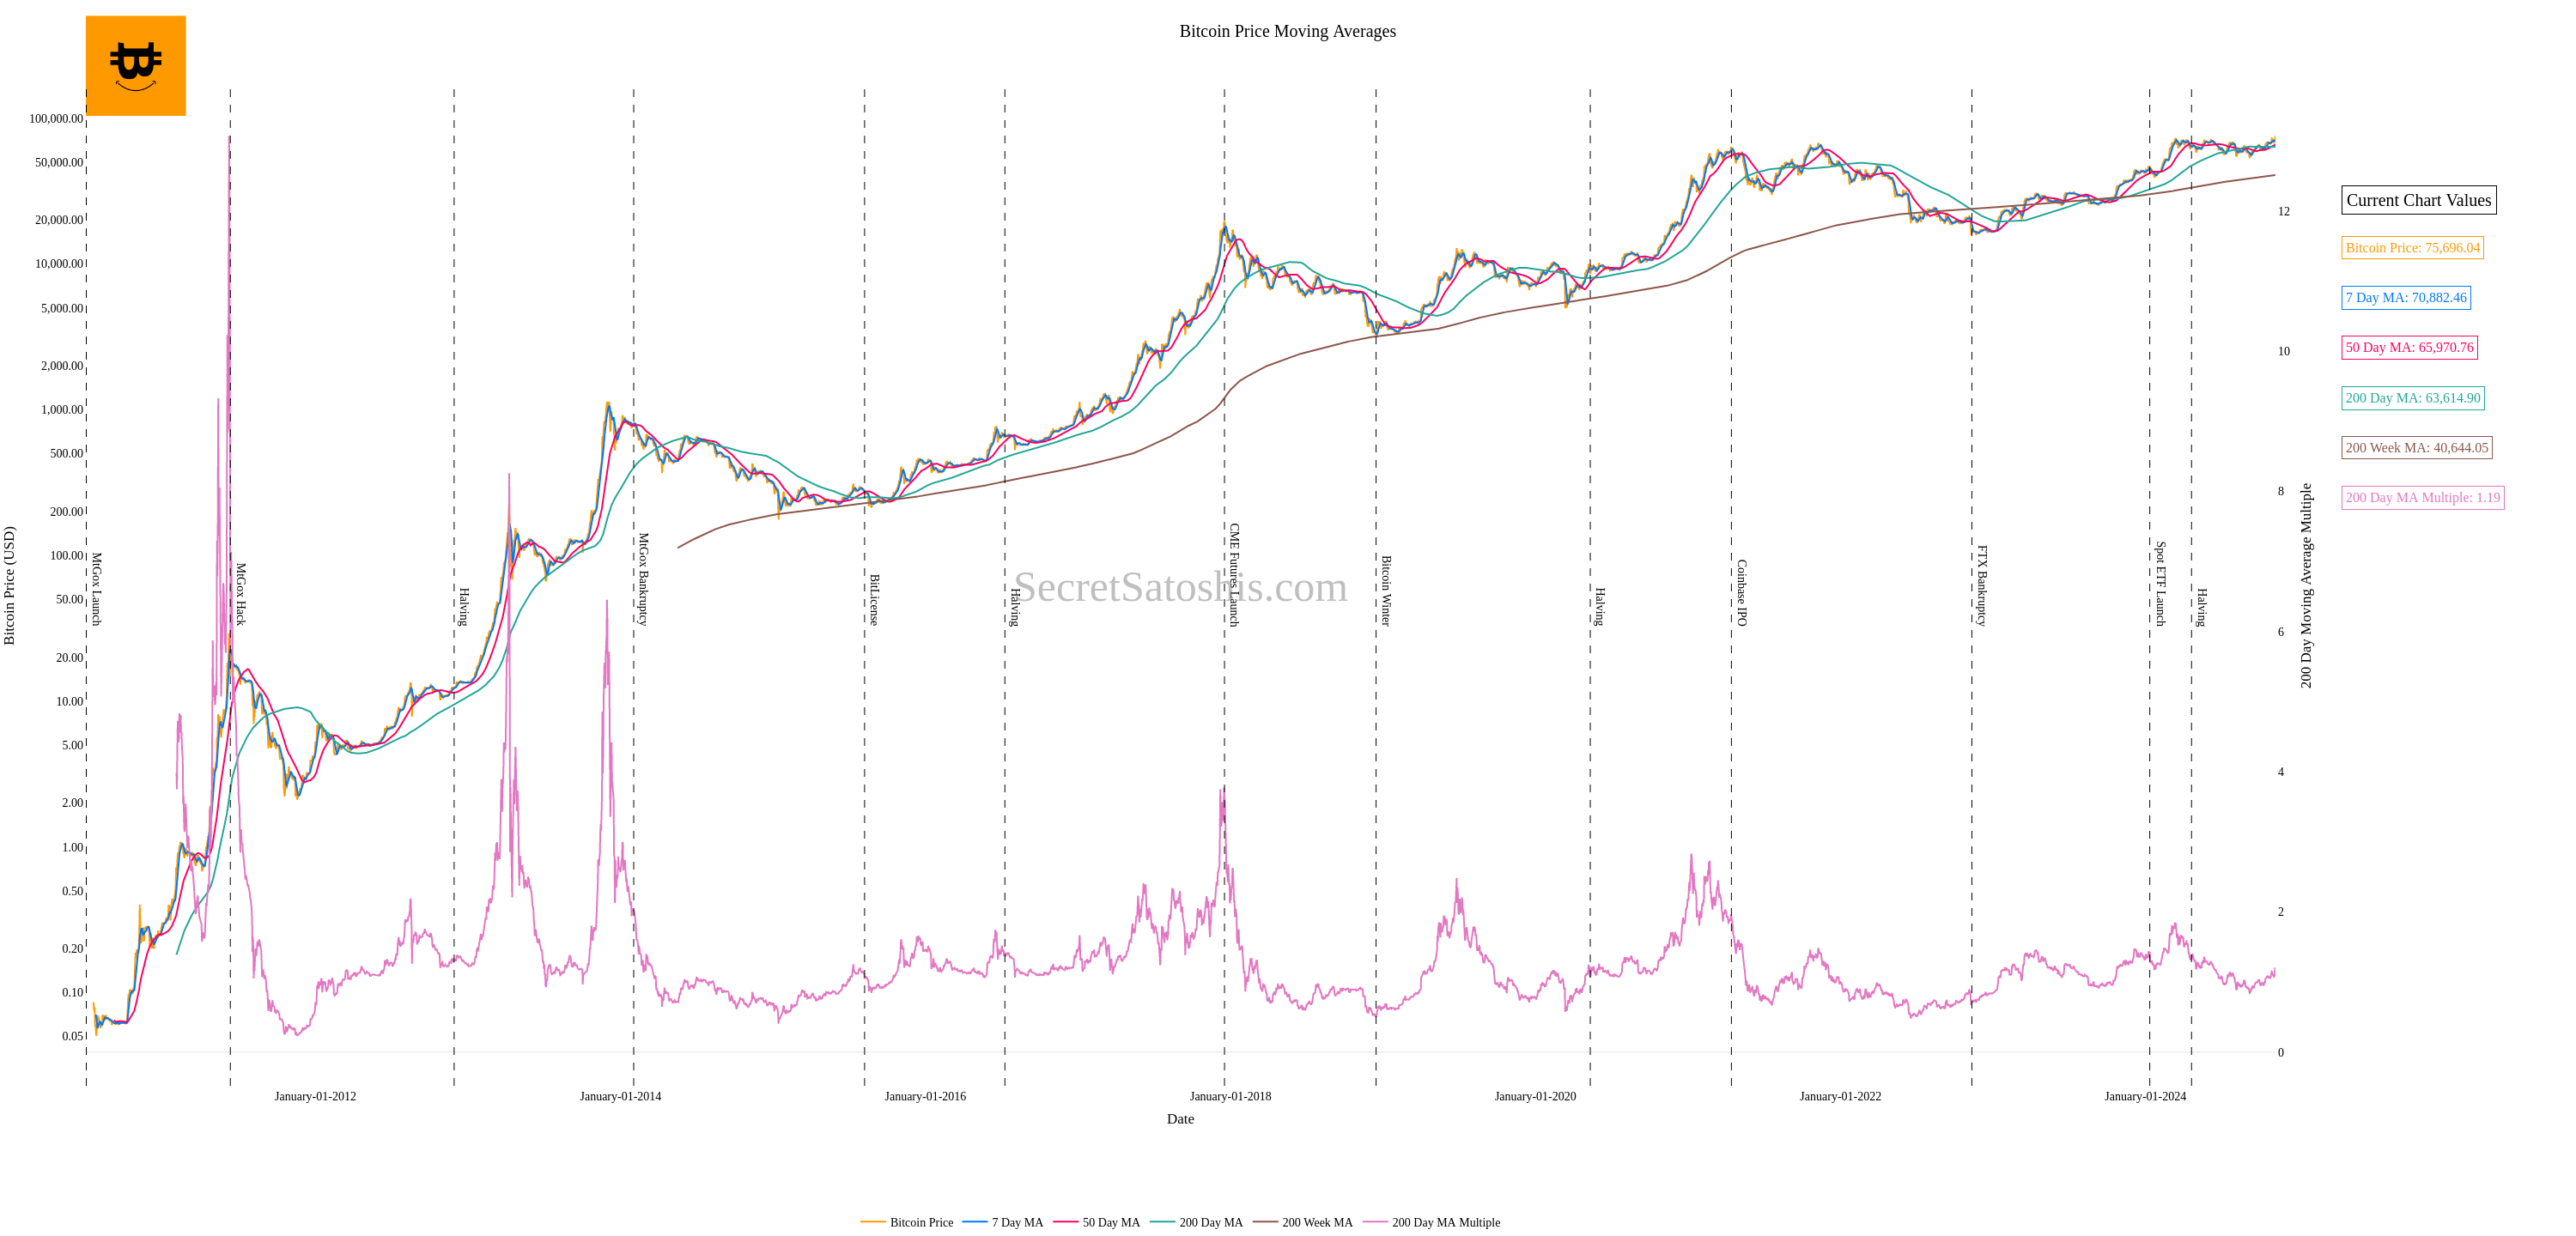 Bitcoin Price Moving Averages
100,000.00
50,000.00
20,000.00
10,000.00
5,000.00
2,000.00
1,000.00
500.00
200.00
100.00
50.00
20.00
10.00
5.00
2.00
1.00
0.50
0.20
0.10
0.05
Bitcoin Price (USD)
MtGox Launch
MtGox Hack
Halving
MtGox Bankruptcy
BitLicense
Halving
CME Futures Launch
Bitcoin Winter
Halving
Coinbase IPO
FTX Bankruptcy
Spot ETF Launch
Halving
SecretSatoshis.com
12
10
8
6
4
2
0
200 Day Moving Average Multiple
Current Chart Values
Bitcoin Price: 75,696.04
7 Day MA: 70,882.46
50 Day MA: 65,970.76
200 Day MA: 63,614.90
200 Week MA: 40,644.05
200 Day MA Multiple: 1.19
January-01-2012
January-01-2014
January-01-2016
January-01-2018
January-01-2020
January-01-2022
January-01-2024
Date
Bitcoin Price
7 Day MA
50 Day MA
200 Day MA
200 Week MA
200 Day MA Multiple